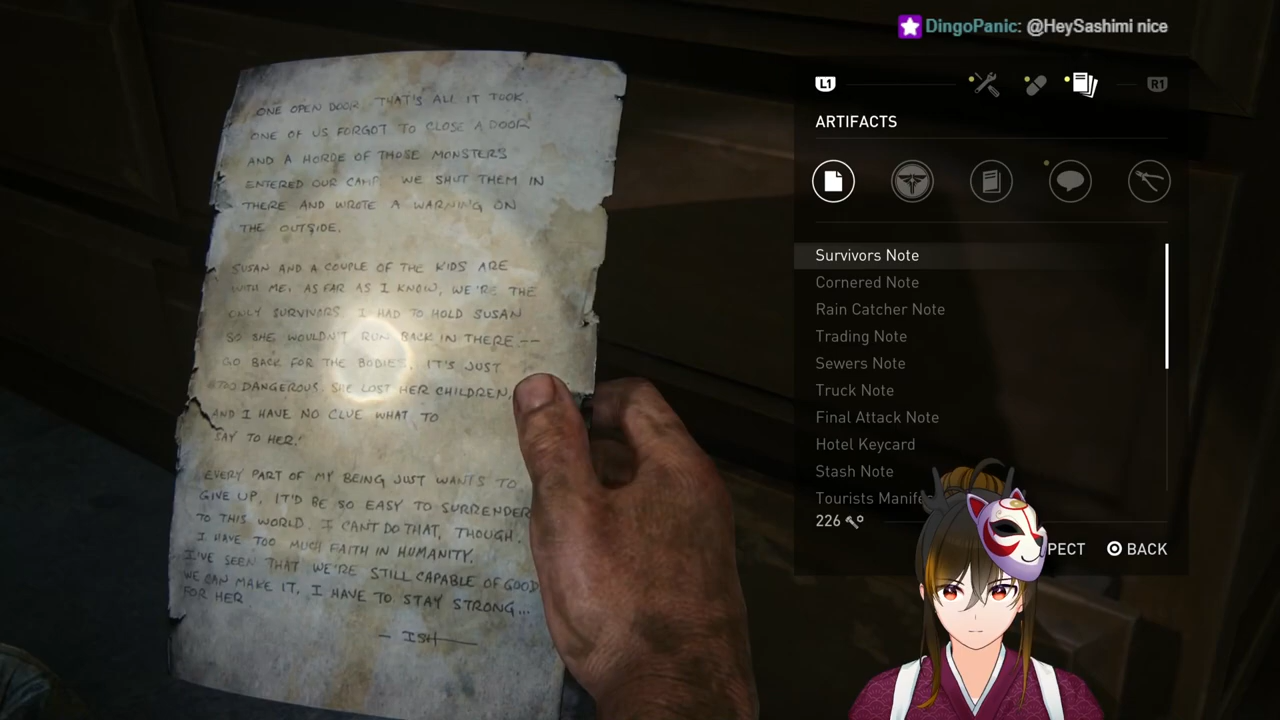 DingoPanic: @HeySashimi nice
L1
R1
ARTIFACTS
ONE OPEN DOOR. THAT'S ALL IT TOOK.
ONE OF US FORGOT TO CLOSE A DOOR
AND A HORDE OF THOSE MONSTERS
ENTERED OUR CAMP. WE SHUT THEM IN
THERE AND WROTE A WARNING ON
THE OUTSIDE.
SUSAN AND A COUPLE OF THE KIDS ARE
WITH ME. AS FAR AS I KNOW, WE'RE THE
ONLY SURVIVORS. I HAD TO HOLD SUSAN
SO SHE WOULDN'T RUN BACK IN THERE --
GO BACK FOR THE BODIES. IT'S JUST
TOO DANGEROUS. SHE LOST HER CHILDREN,
AND I HAVE NO CLUE WHAT TO
SAY TO HER.
EVERY PART OF MY BEING JUST WANTS TO
GIVE UP. IT'D BE SO EASY TO SURRENDER
TO THIS WORLD. I CAN'T DO THAT, THOUGH.
I HAVE TOO MUCH FAITH IN HUMANITY.
I'VE SEEN THAT WE'RE STILL CAPABLE OF GOOD
WE CAN MAKE IT, I HAVE TO STAY STRONG...
FOR HER
- ISH
Survivors Note
Cornered Note
Rain Catcher Note
Trading Note
Sewers Note
Truck Note
Final Attack Note
Hotel Keycard
Stash Note
Tourists Manife
226
PECT
BACK